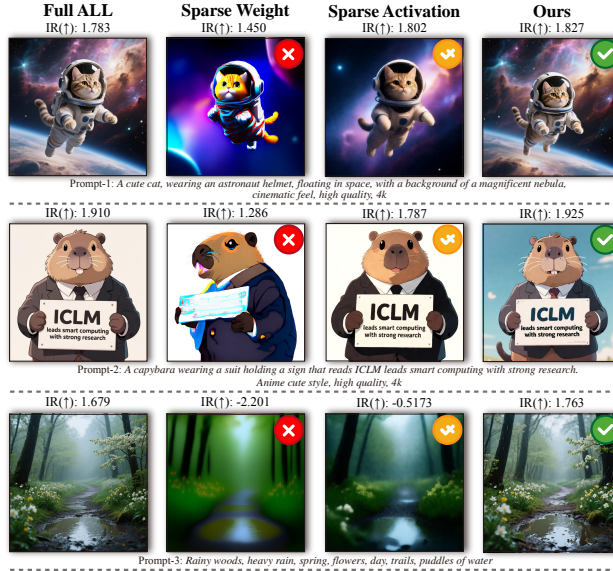 Full ALL Sparse Weight Sparse Activation Ours
IR(↑): 1.783 IR(↑): 1.450 IR(↑): 1.802 IR(↑): 1.827
Prompt-1: A cute cat, wearing an astronaut helmet, floating in space, with a background of a magnificent nebula,
cinematic feel, high quality, 4k
IR(↑): 1.910 IR(↑): 1.286 IR(↑): 1.787 IR(↑): 1.925
ICLM ICLM ICLM
leads smart computing leads smart computing leads smart computing
with strong research with strong research with strong research
Prompt-2: A capybara wearing a suit holding a sign that reads ICLM leads smart computing with strong research.
Anime cute style, high quality, 4k
IR(↑): 1.679 IR(↑): -2.201 IR(↑): -0.5173 IR(↑): 1.763
Prompt-3: Rainy woods, heavy rain, spring, flowers, day, trails, puddles of water